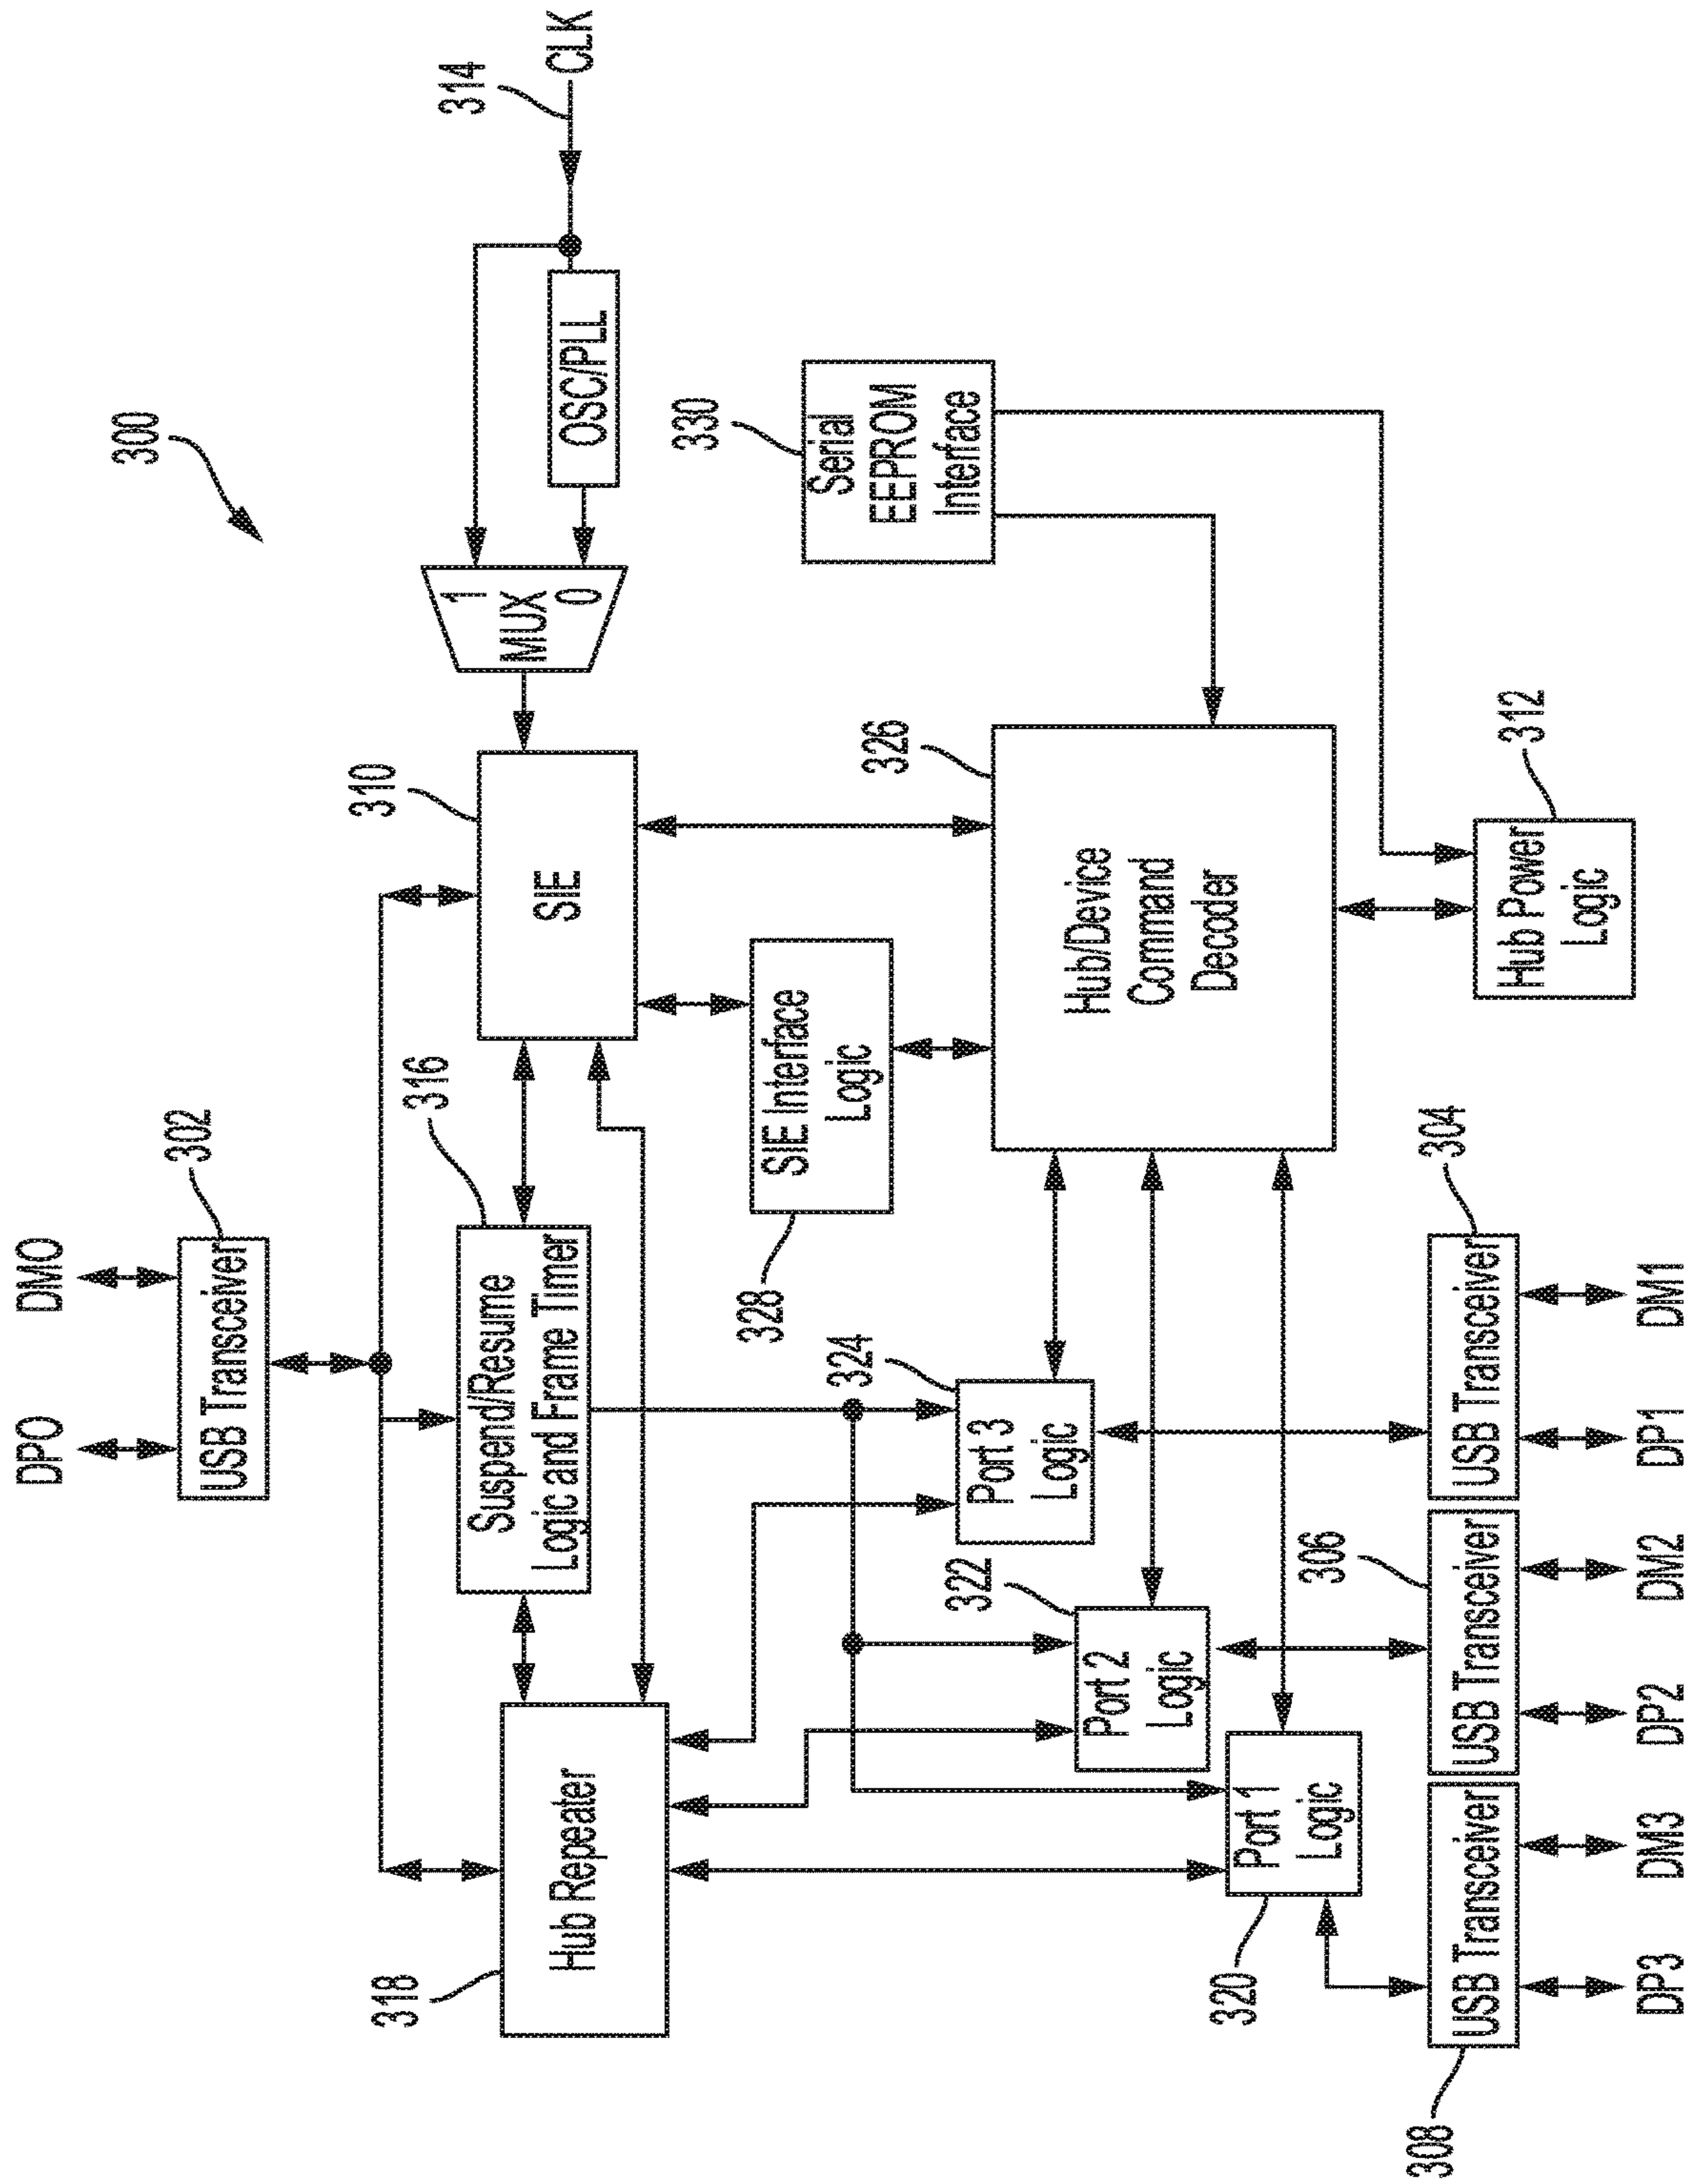 300
DPO
DMO
302
USB Transceiver
314
CLK
OSC/PLL
1
MUX
0
310
SIE
316
Suspend/Resume
Logic and Frame Timer
318
Hub Repeater
330
Serial
EEPROM
Interface
328
SIE Interface
Logic
326
Hub/Device
Command
Decoder
324
Port 3
Logic
322
Port 2
Logic
320
Port 1
Logic
312
Hub Power
Logic
308
USB Transceiver
306
USB Transceiver
304
USB Transceiver
DP3
DM3
DP2
DM2
DP1
DM1